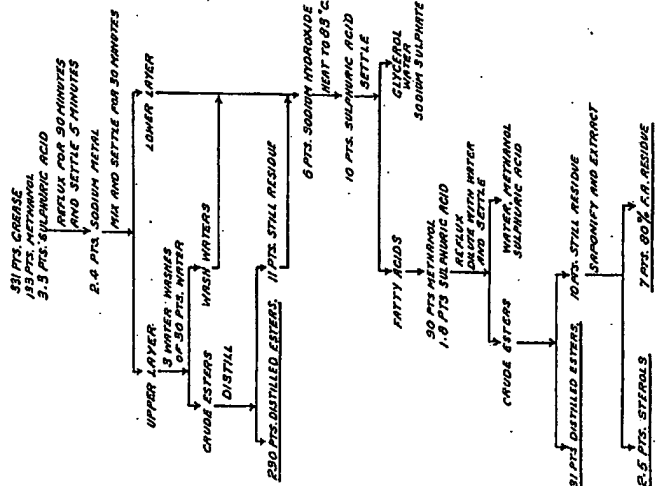 331 PTS. GREASE
193 PTS. METHANOL
3.3 PTS. SULPHURIC ACID
REFLUX FOR 90 MINUTES
AND SETTLE 5 MINUTES
2.4 PTS. SODIUM METAL
MIX AND SETTLE FOR 30 MINUTES
UPPER LAYER
LOWER LAYER
3 WATER WASHES
OF 30 PTS. WATER
CRUDE ESTERS
WASH WATERS
DISTILL
290 PTS. DISTILLED ESTERS,
11 PTS. STILL RESIDUE
6 PTS. SODIUM HYDROXIDE
HEAT TO 85°C.
10 PTS. SULPHURIC ACID
SETTLE
FATTY ACIDS
GLYCEROL
WATER
SODIUM SULPHATE
90 PTS METHANOL
1.8 PTS SULPHURIC ACID
REFLUX
DILUTE WITH WATER
AND SETTLE
CRUDE ESTERS
WATER, METHANOL
SULPHURIC ACID
31 PTS DISTILLED ESTERS,
10 PTS. STILL RESIDUE
SAPONIFY AND EXTRACT
2.5 PTS. STEROLS
7 PTS. 80% F.A. RESIDUE